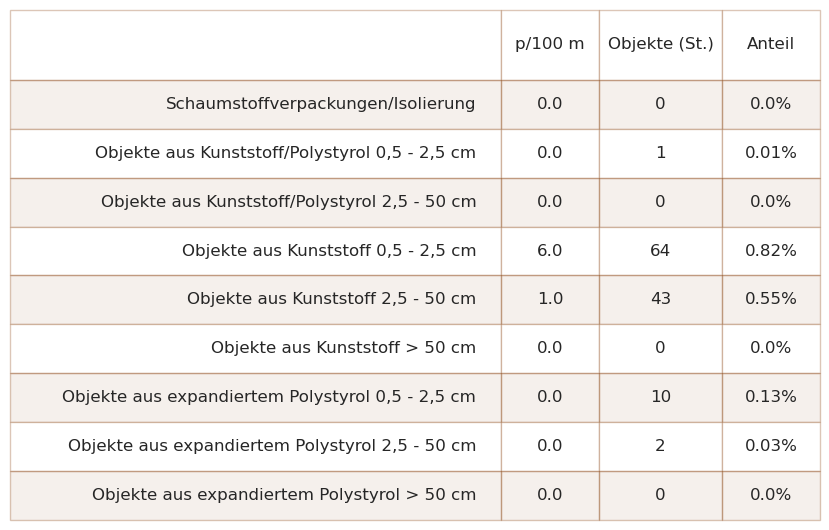 p/100 m Objekte (St.) Anteil
Schaumstoffverpackungen/Isolierung 0.0 0 0.0%
Objekte aus Kunststoff/Polystyrol 0,5 - 2,5 cm 0.0 1 0.01%
Objekte aus Kunststoff/Polystyrol 2,5 - 50 cm 0.0 0 0.0%
Objekte aus Kunststoff 0,5 - 2,5 cm 6.0 64 0.82%
Objekte aus Kunststoff 2,5 - 50 cm 1.0 43 0.55%
Objekte aus Kunststoff > 50 cm 0.0 0 0.0%
Objekte aus expandiertem Polystyrol 0,5 - 2,5 cm 0.0 10 0.13%
Objekte aus expandiertem Polystyrol 2,5 - 50 cm 0.0 2 0.03%
Objekte aus expandiertem Polystyrol > 50 cm 0.0 0 0.0%